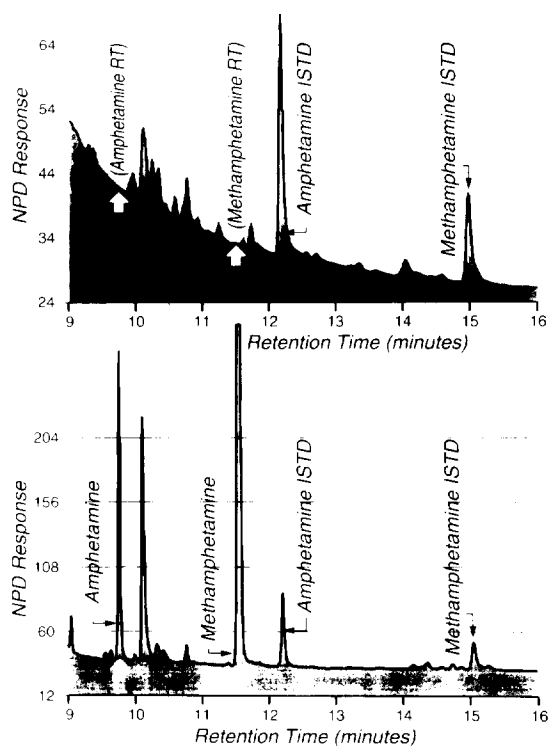 NPD Response
64
54
44
34
24
(Amphetamine RT)
(Methamphetamine RT)
Amphetamine ISTD
Methamphetamine ISTD
9 10 11 12 13 14 15 16
Retention Time (minutes)
NPD Response
204
156
108
60
12
Amphetamine
Methamphetamine
Amphetamine ISTD
Methamphetamine ISTD
9 10 11 12 13 14 15 16
Retention Time (minutes)